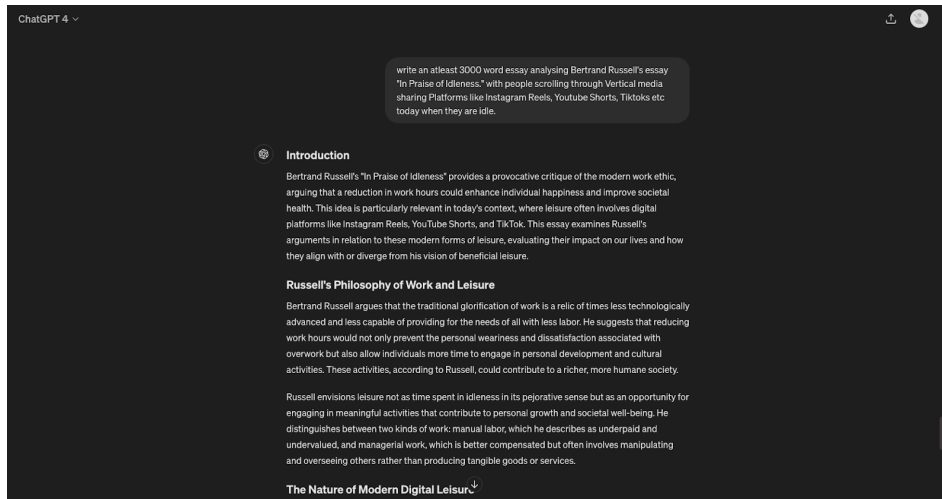 ChatGPT 4
write an atleast 3000 word essay analysing Bertrand Russell's essay
"In Praise of Idleness." with people scrolling through Vertical media
sharing Platforms like Instagram Reels, Youtube Shorts, Tiktoks etc
today when they are idle.
Introduction
Bertrand Russell's "In Praise of Idleness" provides a provocative critique of the modern work ethic,
arguing that a reduction in work hours could enhance individual happiness and improve societal
health. This idea is particularly relevant in today's context, where leisure often involves digital
platforms like Instagram Reels, YouTube Shorts, and TikTok. This essay examines Russell's
arguments in relation to these modern forms of leisure, evaluating their impact on our lives and how
they align with or diverge from his vision of beneficial leisure.
Russell's Philosophy of Work and Leisure
Bertrand Russell argues that the traditional glorification of work is a relic of times less technologically
advanced and less capable of providing for the needs of all with less labor. He suggests that reducing
work hours would not only prevent the personal weariness and dissatisfaction associated with
overwork but also allow individuals more time to engage in personal development and cultural
activities. These activities, according to Russell, could contribute to a richer, more humane society.
Russell envisions leisure not as time spent in idleness in its pejorative sense but as an opportunity for
engaging in meaningful activities that contribute to personal growth and societal well-being. He
distinguishes between two kinds of work: manual labor, which he describes as underpaid and
undervalued, and managerial work, which is better compensated but often involves manipulating
and overseeing others rather than producing tangible goods or services.
The Nature of Modern Digital Leisure